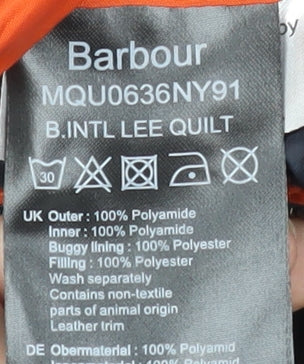 Barbour
MQU0636NY91
B.INTL LEE QUILT
30
UK Outer : 100% Polyamide
Inner : 100% Polyamide
Buggy lining : 100% Polyester
Filling : 100% Polyester
Wash separately
Contains non-textile
parts of animal origin
Leather trim
DE Obermaterial : 100% Polyamid